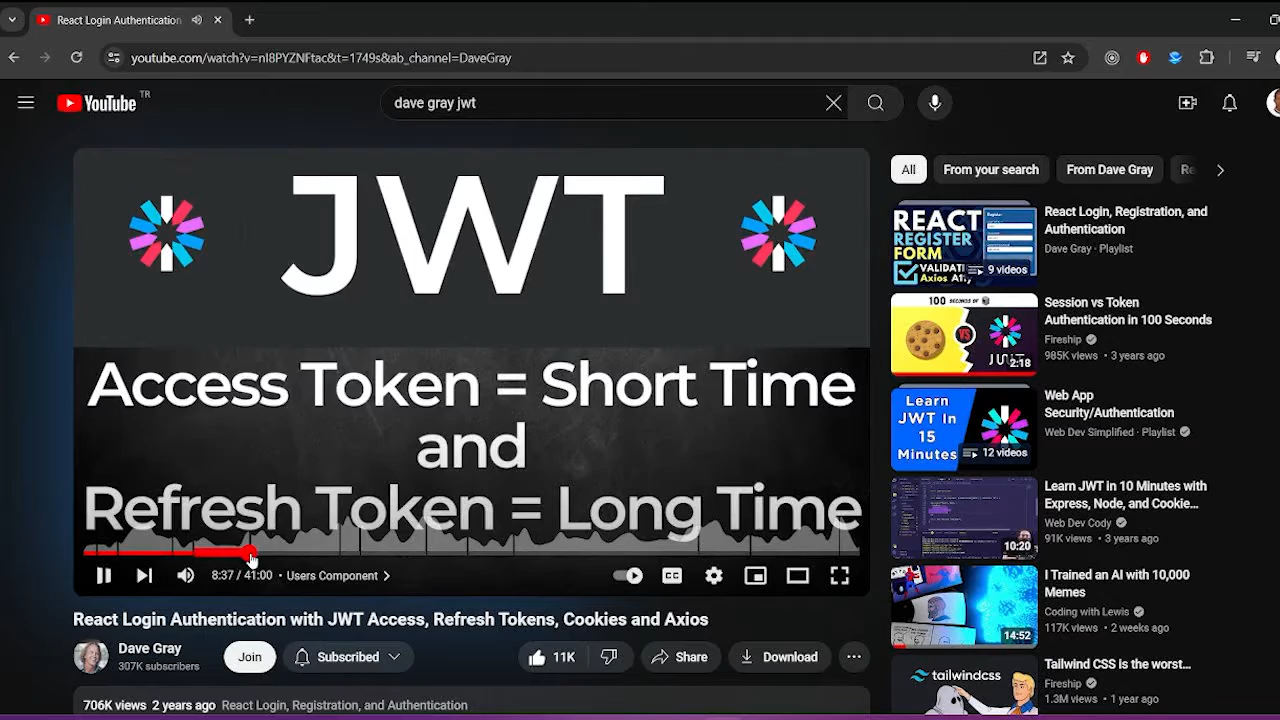 React Login Authentication
youtube.com/watch?v=nI8PYZNFtac&t=1749s&ab_channel=DaveGray
YouTube TR
dave gray jwt
JWT
Access Token = Short Time
and
Refresh Token = Long Time
8:37 / 41:00 • Users Component
CC
React Login Authentication with JWT Access, Refresh Tokens, Cookies and Axios
Dave Gray
307K subscribers
Join
Subscribed
11K
Share
Download
706K views 2 years ago React Login, Registration, and Authentication
All
From your search
From Dave Gray
Re
REACT
REGISTER
FORM
VALIDATI
Axios
9 videos
React Login, Registration, and
Authentication
Dave Gray · Playlist
100 SECONDS OF
VS
2:18
Session vs Token
Authentication in 100 Seconds
Fireship
985K views • 3 years ago
Learn
JWT In
15
Minutes
12 videos
Web App
Security/Authentication
Web Dev Simplified · Playlist
10:20
Learn JWT in 10 Minutes with
Express, Node, and Cookie...
Web Dev Cody
91K views • 3 years ago
14:52
I Trained an AI with 10,000
Memes
Coding with Lewis
117K views • 2 weeks ago
tailwindcss
Tailwind CSS is the worst...
Fireship
1.3M views • 1 year ago